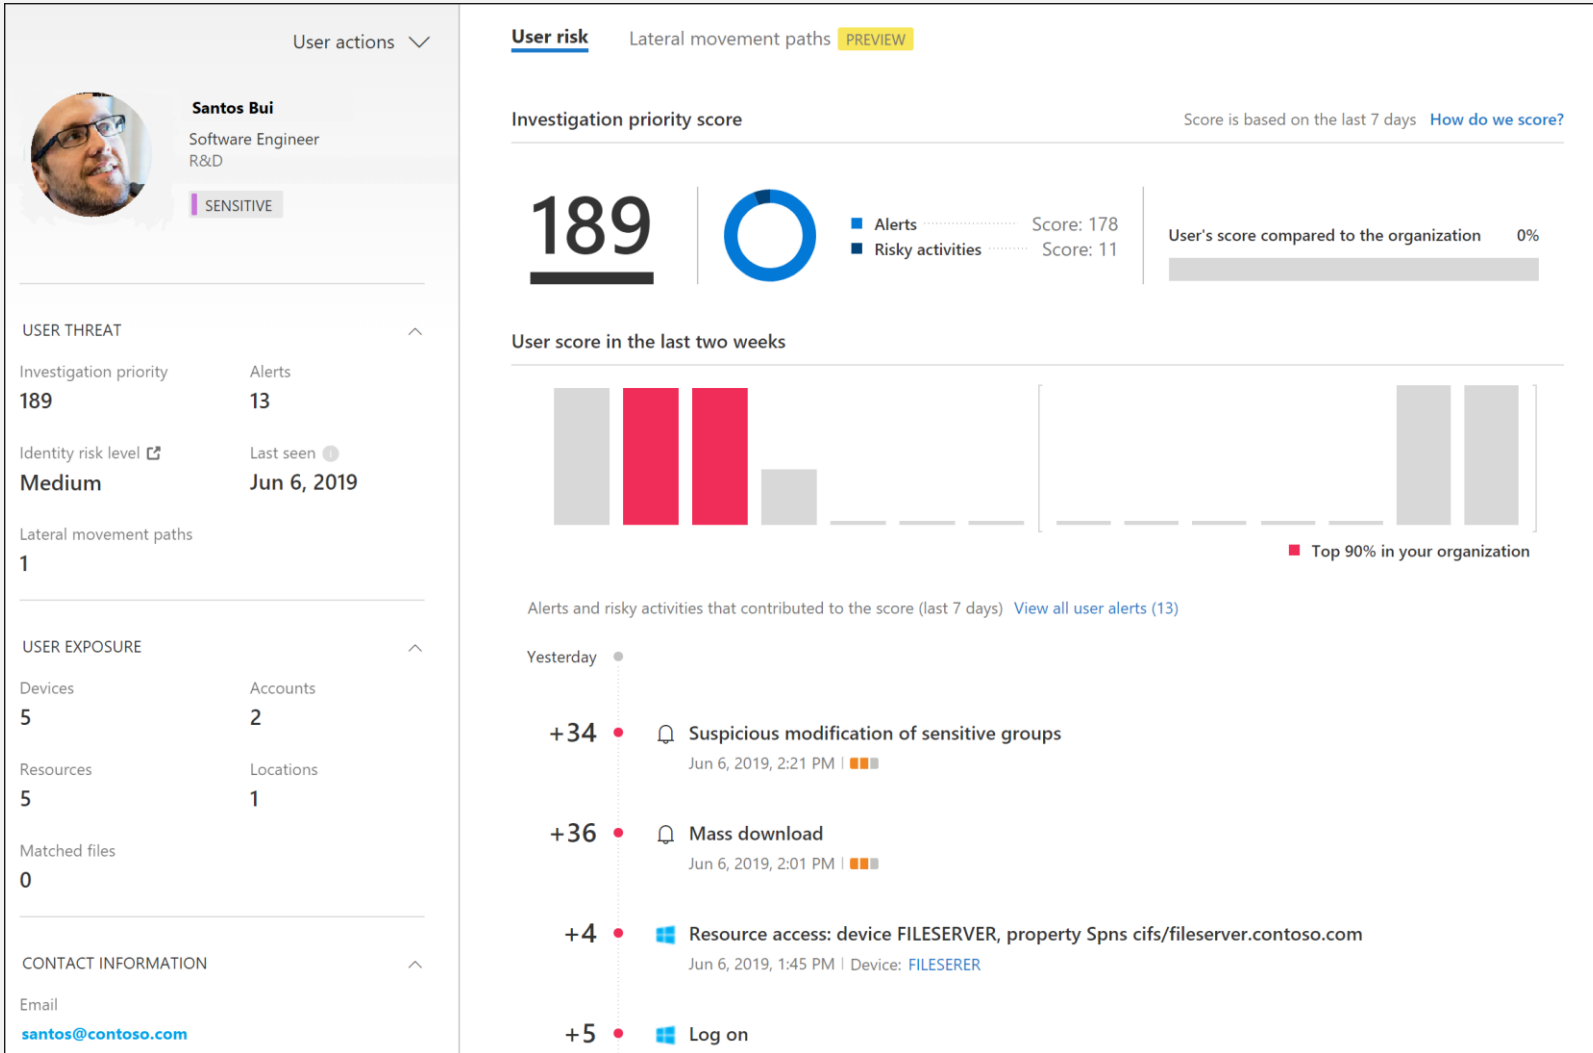 User actions
Santos Bui
Software Engineer
R&D
SENSITIVE
USER THREAT
Investigation priority
189
Alerts
13
Identity risk level
Medium
Last seen
Jun 6, 2019
Lateral movement paths
1
USER EXPOSURE
Devices
5
Accounts
2
Resources
5
Locations
1
Matched files
0
CONTACT INFORMATION
Email
santos@contoso.com
User risk
Lateral movement paths PREVIEW
Investigation priority score
Score is based on the last 7 days How do we score?
189
Alerts Score: 178
Risky activities Score: 11
User's score compared to the organization 0%
User score in the last two weeks
Top 90% in your organization
Alerts and risky activities that contributed to the score (last 7 days) View all user alerts (13)
Yesterday
+34 Suspicious modification of sensitive groups
Jun 6, 2019, 2:21 PM
+36 Mass download
Jun 6, 2019, 2:01 PM
+4 Resource access: device FILESERVER, property Spns cifs/fileserver.contoso.com
Jun 6, 2019, 1:45 PM | Device: FILESERER
+5 Log on